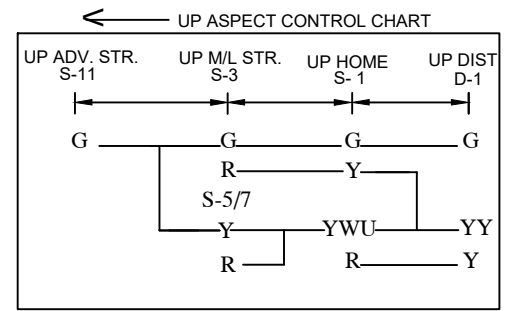 UP ASPECT CONTROL CHART
UP ADV. STR. UP M/L STR. UP HOME UP DIST
S-11 S-3 S- 1 D-1
G G G G
R Y
S-5/7
Y YWU YY
R R Y